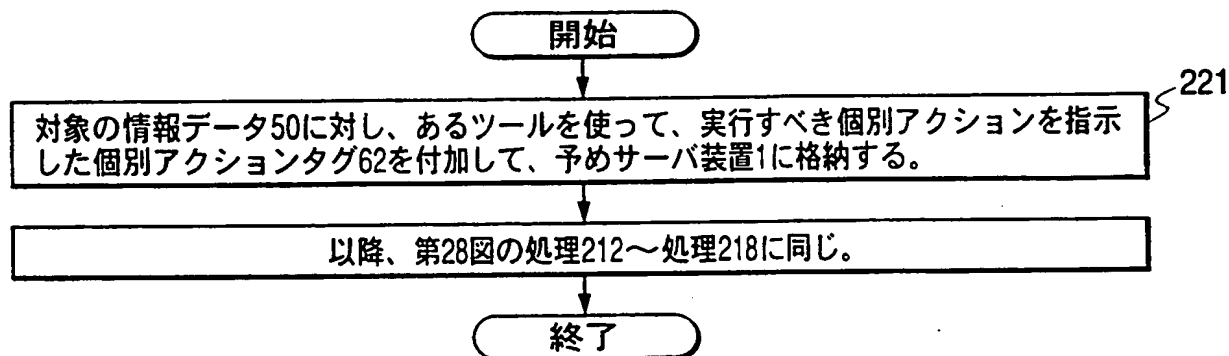 開始
221
対象の情報データ50に対し、あるツールを使って、実行すべき個別アクションを指示
した個別アクションタグ62を付加して、予めサーバ装置1に格納する。
以降、第28図の処理212～処理218に同じ。
終了